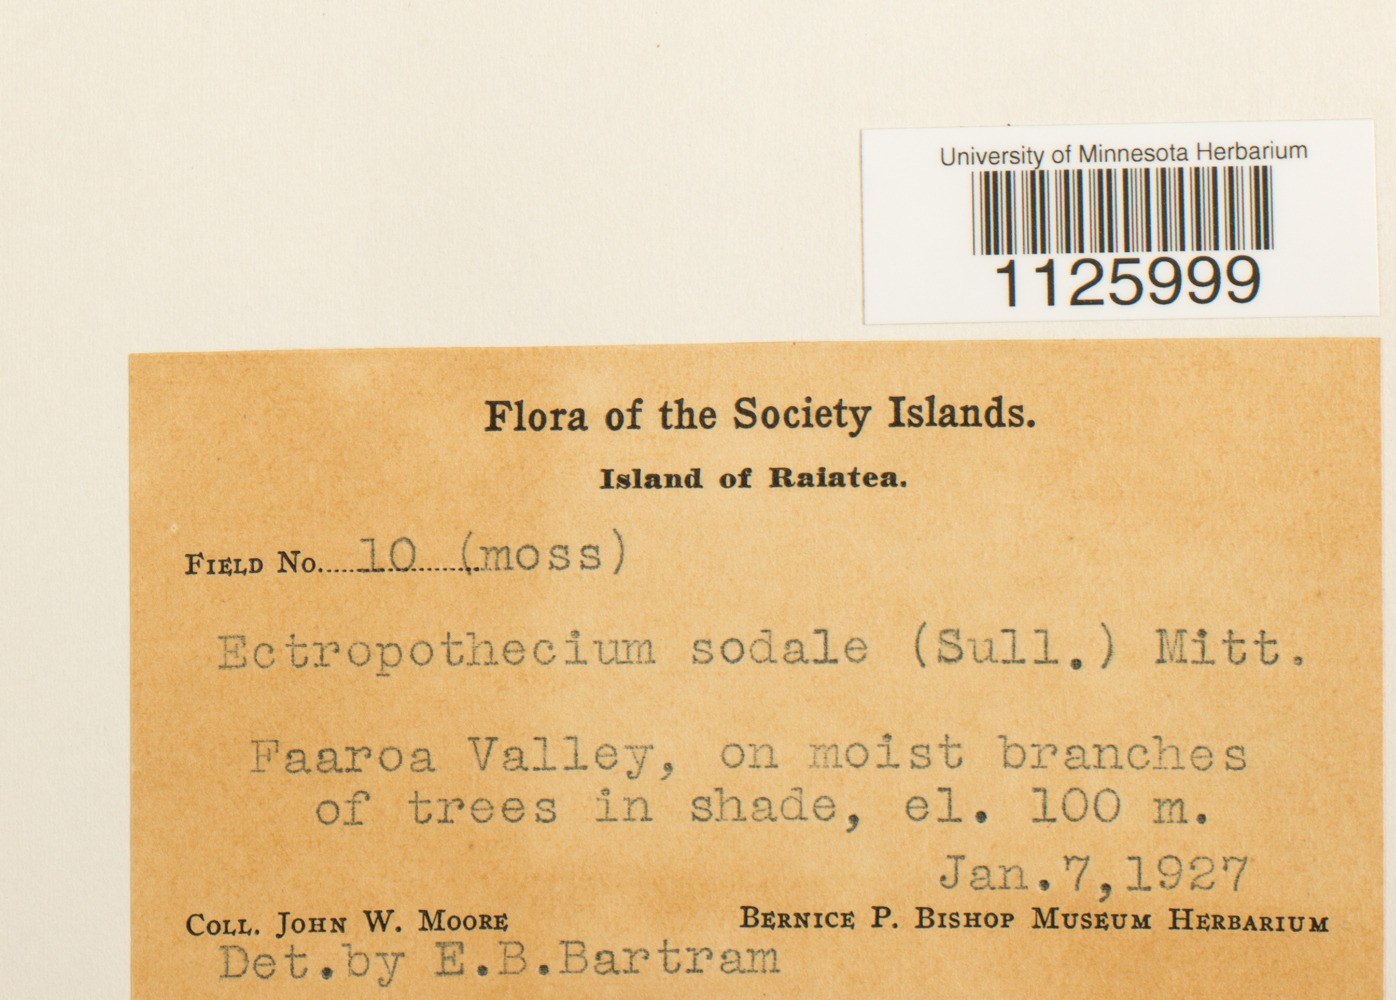 University of Minnesota Herbarium
1125999
Flora of the Society Islands.
Island of Raiatea.
Field No. 10 (moss)
Ectropothecium sodale (Sull.) Mitt.
Faaroa Valley, on moist branches
of trees in shade, el. 100 m.
Jan.7,1927
Coll. John W. Moore Bernice P. Bishop Museum Herbarium
Det.by E.B.Bartram